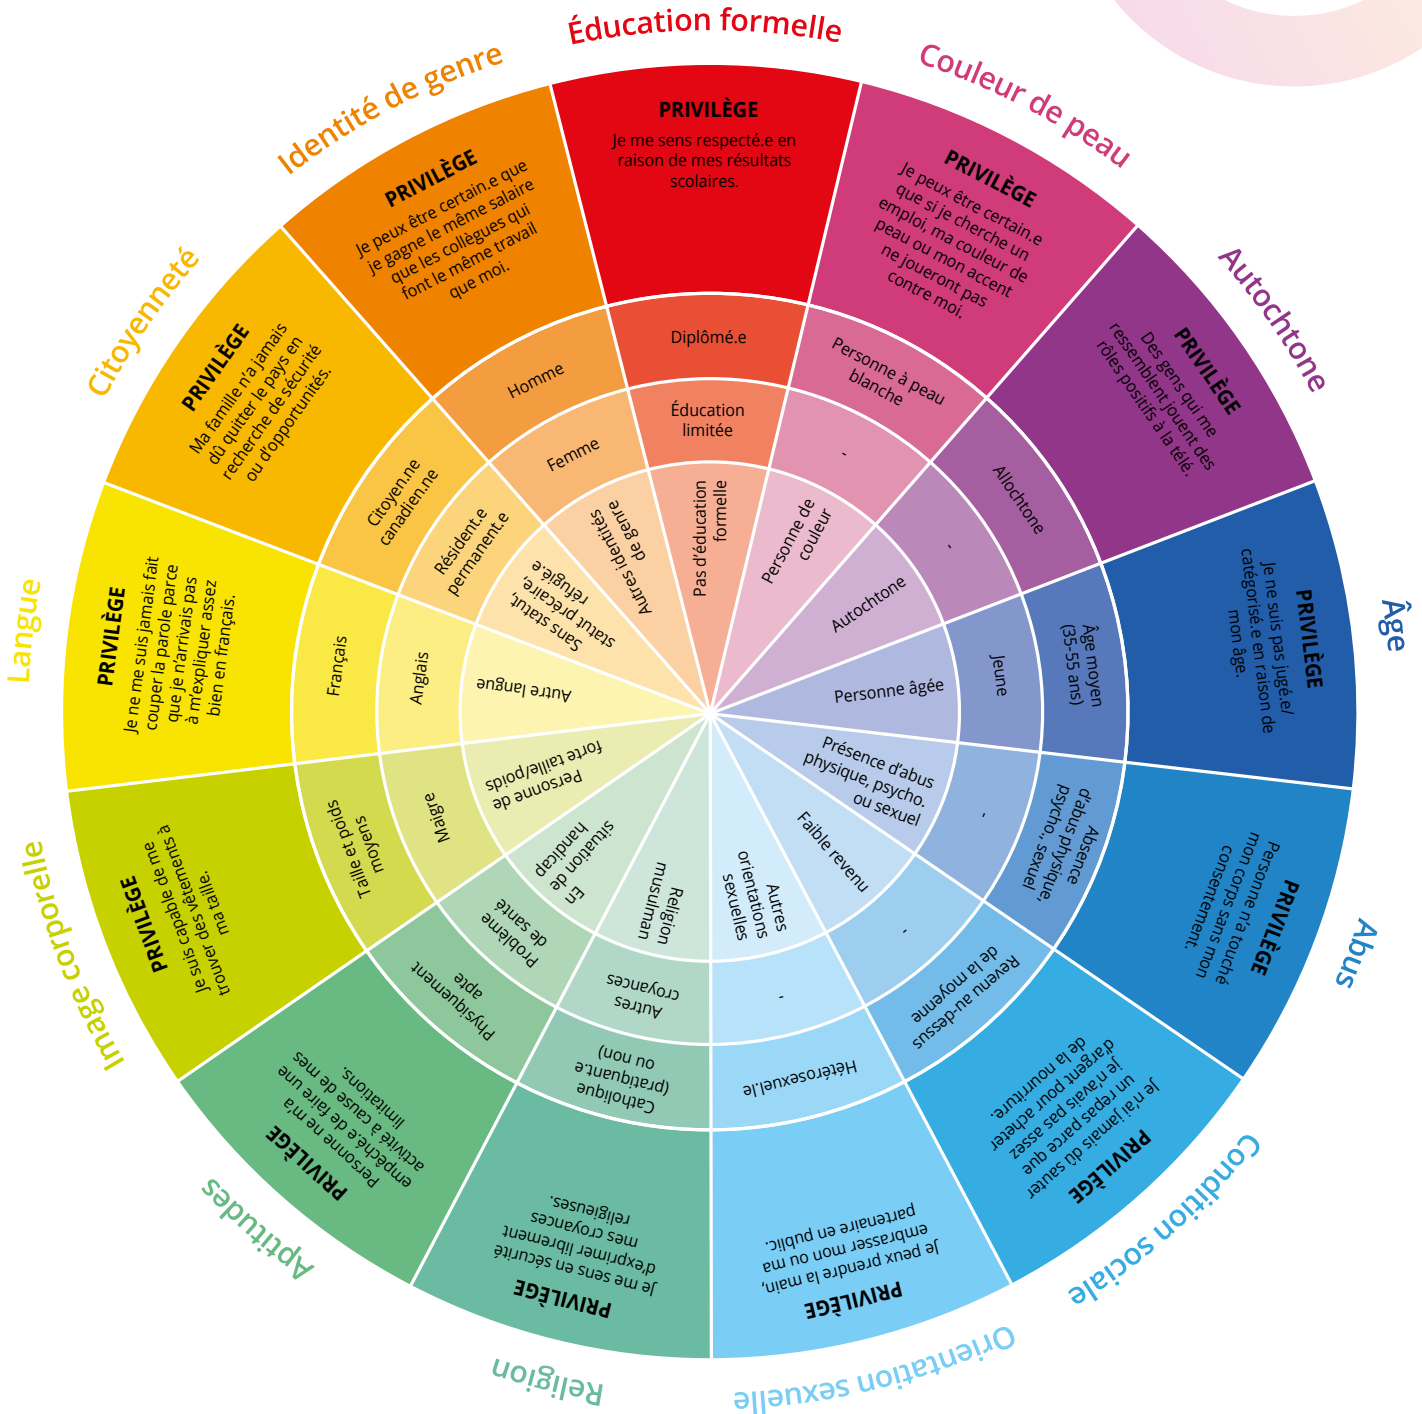 Éducation formelle
PRIVILÈGE
Je me sens respecté.e en
raison de mes résultats
scolaires.
Diplômé.e
Éducation
limitée
Pas d'éducation
formelle
Couleur de peau
PRIVILÈGE
Je peux être certain.e
que si je cherche un
emploi, ma couleur de
peau ou mon accent
ne joueront pas
contre moi.
Personne à peau
blanche
-
Personne de
couleur
Autochtone
PRIVILÈGE
Des gens qui me
ressemblent jouent des
rôles positifs à la télé.
Allochtone
-
Autochtone
Âge
PRIVILÈGE
Je ne suis pas jugé.e/
catégorisé.e en raison de
mon âge.
Âge moyen
(35-55 ans)
Jeune
Personne âgée
Abus
PRIVILÈGE
Personne n'a touché
mon corps sans mon
consentement.
Absence
d'abus physique,
psycho., sexuel
-
Présence d'abus
physique, psycho.
ou sexuel
Condition sociale
PRIVILÈGE
Je n'ai jamais dû sauter
un repas parce que
je n'avais pas assez
d'argent pour acheter
de la nourriture.
Revenu au-dessus
de la moyenne
-
Faible revenu
Orientation sexuelle
PRIVILÈGE
Je peux prendre la main,
embrasser mon ou ma
partenaire en public.
Hétérosexuel.le
-
Autres
orientations
sexuelles
Religion
PRIVILÈGE
Je me sens en sécurité
d'exprimer librement
mes croyances
religieuses.
Catholique
(pratiquant.e
ou non)
Autres
croyances
Religion
musulman
Aptitudes
PRIVILÈGE
Personne ne m'a
empêché.e de faire une
activité à cause de mes
limitations.
Physiquement
apte
Problème
de santé
En
situation de
handicap
Image corporelle
PRIVILÈGE
Je suis capable de me
trouver des vêtements à
ma taille.
Taille et poids
moyens
Maigre
Personne de
forte taille/poids
Langue
PRIVILÈGE
Je ne me suis jamais fait
couper la parole parce
que je n'arrivais pas
à m'expliquer assez
bien en français.
Français
Anglais
Autre langue
Citoyenneté
PRIVILÈGE
Ma famille n'a jamais
dû quitter le pays en
recherche de sécurité
ou d'opportunités.
Citoyen.ne
canadien.ne
Résident.e
permanent.e
Sans statut,
statut précaire,
réfugié.e
Identité de genre
PRIVILÈGE
Je peux être certain.e que
je gagne le même salaire
que les collègues qui
font le même travail
que moi.
Homme
Femme
Autres identités
de genre